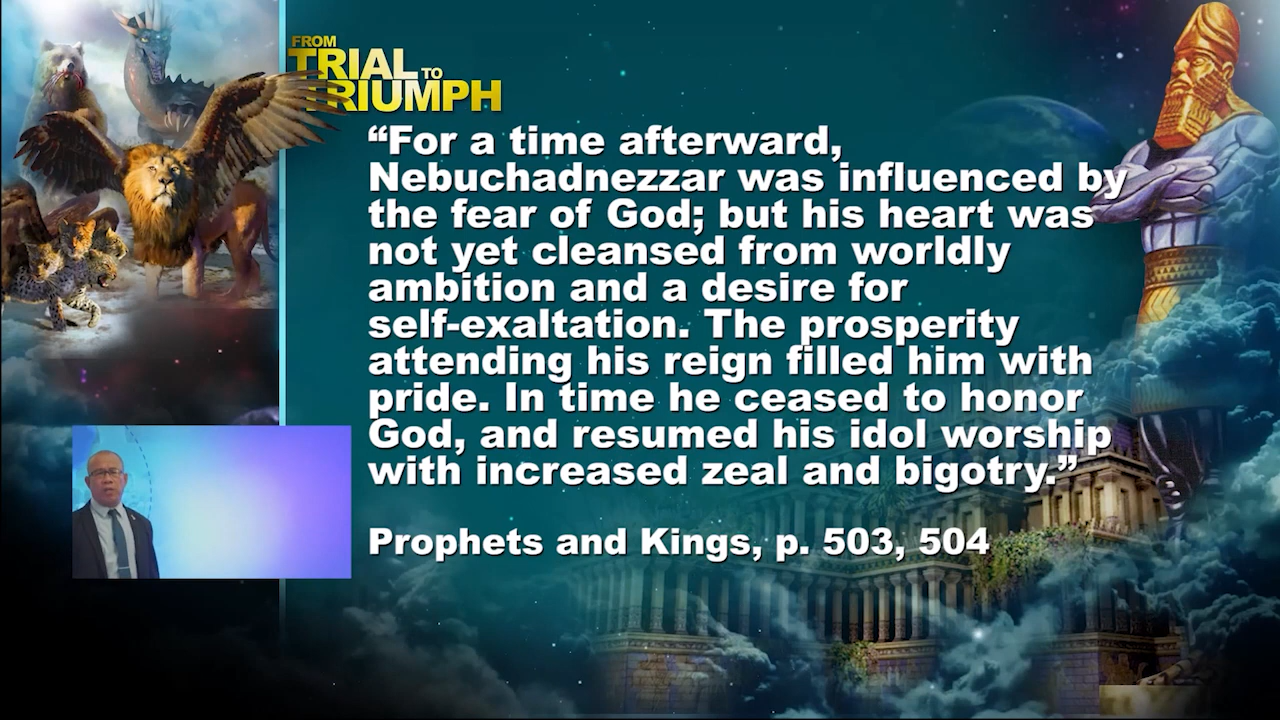 FROM
TRIAL TO
TRIUMPH
“For a time afterward,
Nebuchadnezzar was influenced by
the fear of God; but his heart was
not yet cleansed from worldly
ambition and a desire for
self-exaltation. The prosperity
attending his reign filled him with
pride. In time he ceased to honor
God, and resumed his idol worship
with increased zeal and bigotry.”
Prophets and Kings, p. 503, 504